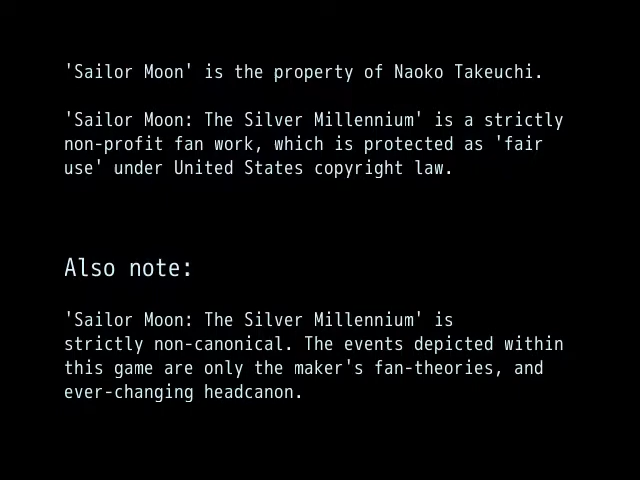 'Sailor Moon' is the property of Naoko Takeuchi.
'Sailor Moon: The Silver Millennium' is a strictly
non-profit fan work, which is protected as 'fair
use' under United States copyright law.
Also note:
'Sailor Moon: The Silver Millennium' is
strictly non-canonical. The events depicted within
this game are only the maker's fan-theories, and
ever-changing headcanon.